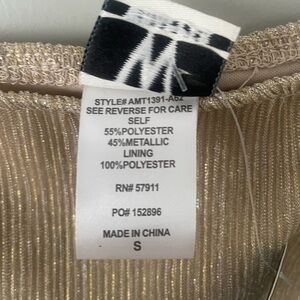 STYLE# AMT1391-A62
SEE REVERSE FOR CARE
SELF
55%POLYESTER
45%METALLIC
LINING
100%POLYESTER
RN# 57911
PO# 152896
MADE IN CHINA
S